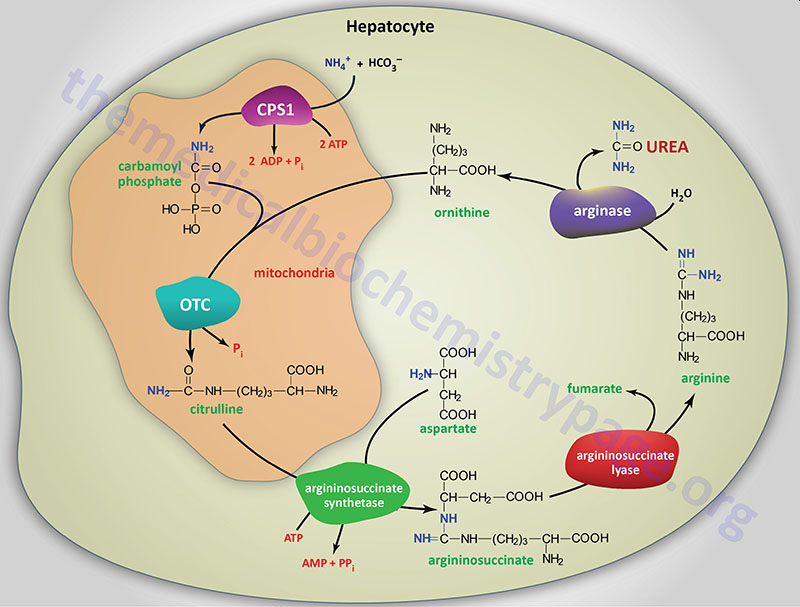 Hepatocyte
NH₄⁺ + HCO₃⁻
CPS1
2 ATP
2 ADP + Pi
NH₂
C=O
O
HO–P=O
HO
carbamoyl
phosphate
mitochondria
OTC
Pi
O
COOH
NH₂–C–NH–(CH₂)₃–CH–NH₂
citrulline
NH₂
(CH₂)₃
CH–COOH
NH₂
ornithine
NH₂
C=O
NH₂
UREA
arginase
H₂O
NH
C–NH₂
NH
(CH₂)₃
CH–COOH
NH₂
arginine
COOH
H₂N–CH
CH₂
COOH
aspartate
fumarate
argininosuccinate
lyase
argininosuccinate
synthetase
ATP
AMP + PPi
COOH
CH–CH₂–COOH
NH
NH=C–NH–(CH₂)₃–CH–COOH
NH₂
argininosuccinate
themedicalbiochemistrypage.org